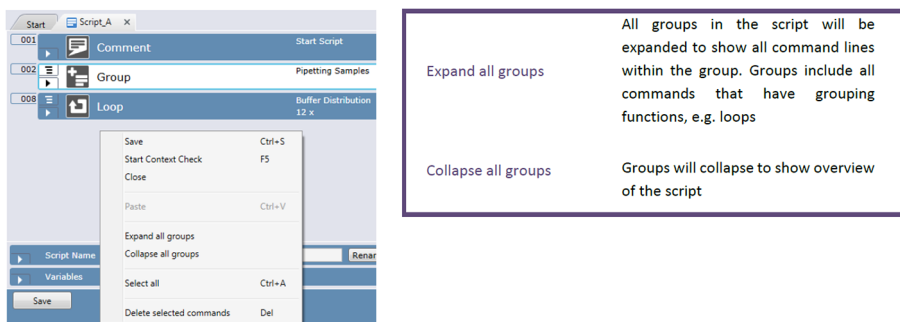 Start
Script_A ×
001 Comment Start Script
002 Group Pipetting Samples
008 Loop Buffer Distribution
12 x
Save Ctrl+S
Start Context Check F5
Close
Paste Ctrl+V
Expand all groups
Collapse all groups
Select all Ctrl+A
Delete selected commands Del
Script Name
Variables
Save
All groups in the script will be
expanded to show all command lines
Expand all groups
within the group. Groups include all
commands that have grouping
functions, e.g. loops
Collapse all groups
Groups will collapse to show overview
of the script